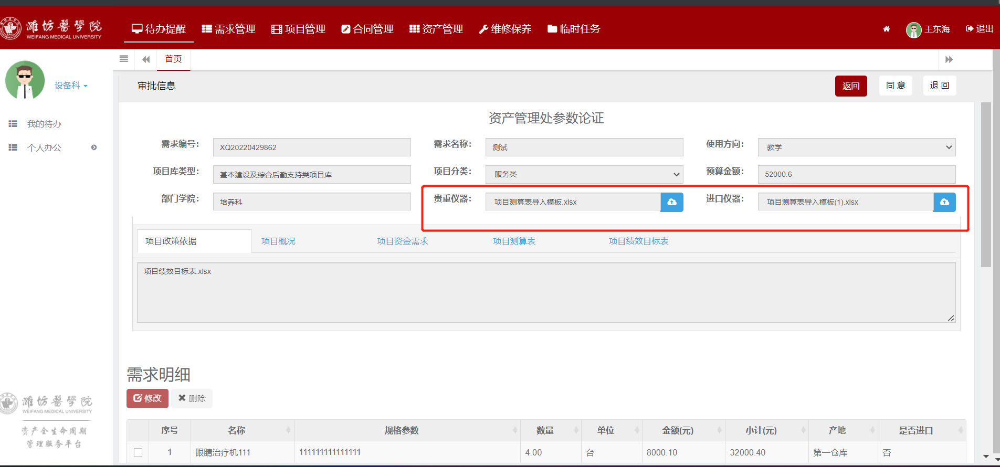 濰坊醫學院
WEIFANG MEDICAL UNIVERSITY
待办提醒 需求管理 项目管理 合同管理 资产管理 维修保养 临时任务
王东海 退出
设备科
首页
审批信息
返回 同意 退回
我的待办
个人办公
资产管理处参数论证
需求编号： XQ20220429862 需求名称： 测试 使用方向： 教学
项目库类型： 基本建设及综合后勤支持类项目库 项目分类： 服务类 预算金额： 52000.6
部门学院： 培养科 贵重仪器： 项目测算表导入模板.xlsx 进口仪器： 项目测算表导入模板(1).xlsx
项目政策依据 项目概况 项目资金需求 项目测算表 项目绩效目标表
项目绩效目标表.xlsx
需求明细
修改 删除
序号 名称 规格参数 数量 单位 金额(元) 小计(元) 产地 是否进口
1 眼睛治疗机111 111111111111111 4.00 台 8000.10 32000.40 第一仓库 否
濰坊醫學院
WEIFANG MEDICAL UNIVERSITY
资产全生命周期
管理服务平台